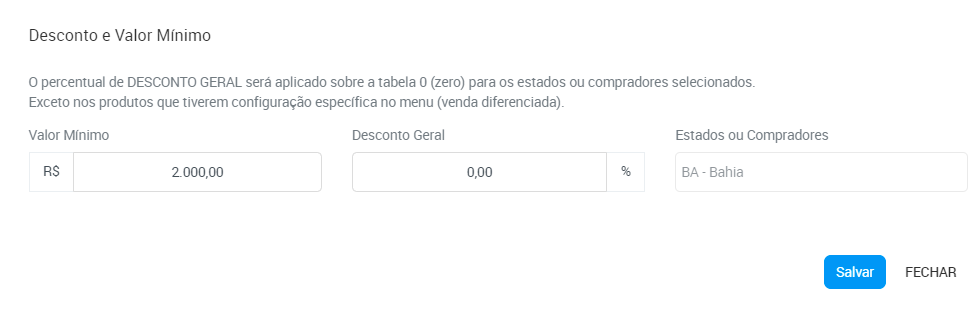 Desconto e Valor Mínimo
O percentual de DESCONTO GERAL será aplicado sobre a tabela 0 (zero) para os estados ou compradores selecionados.
Exceto nos produtos que tiverem configuração específica no menu (venda diferenciada).
Valor Mínimo Desconto Geral Estados ou Compradores
R$ 2.000,00 0,00 % BA - Bahia
Salvar FECHAR